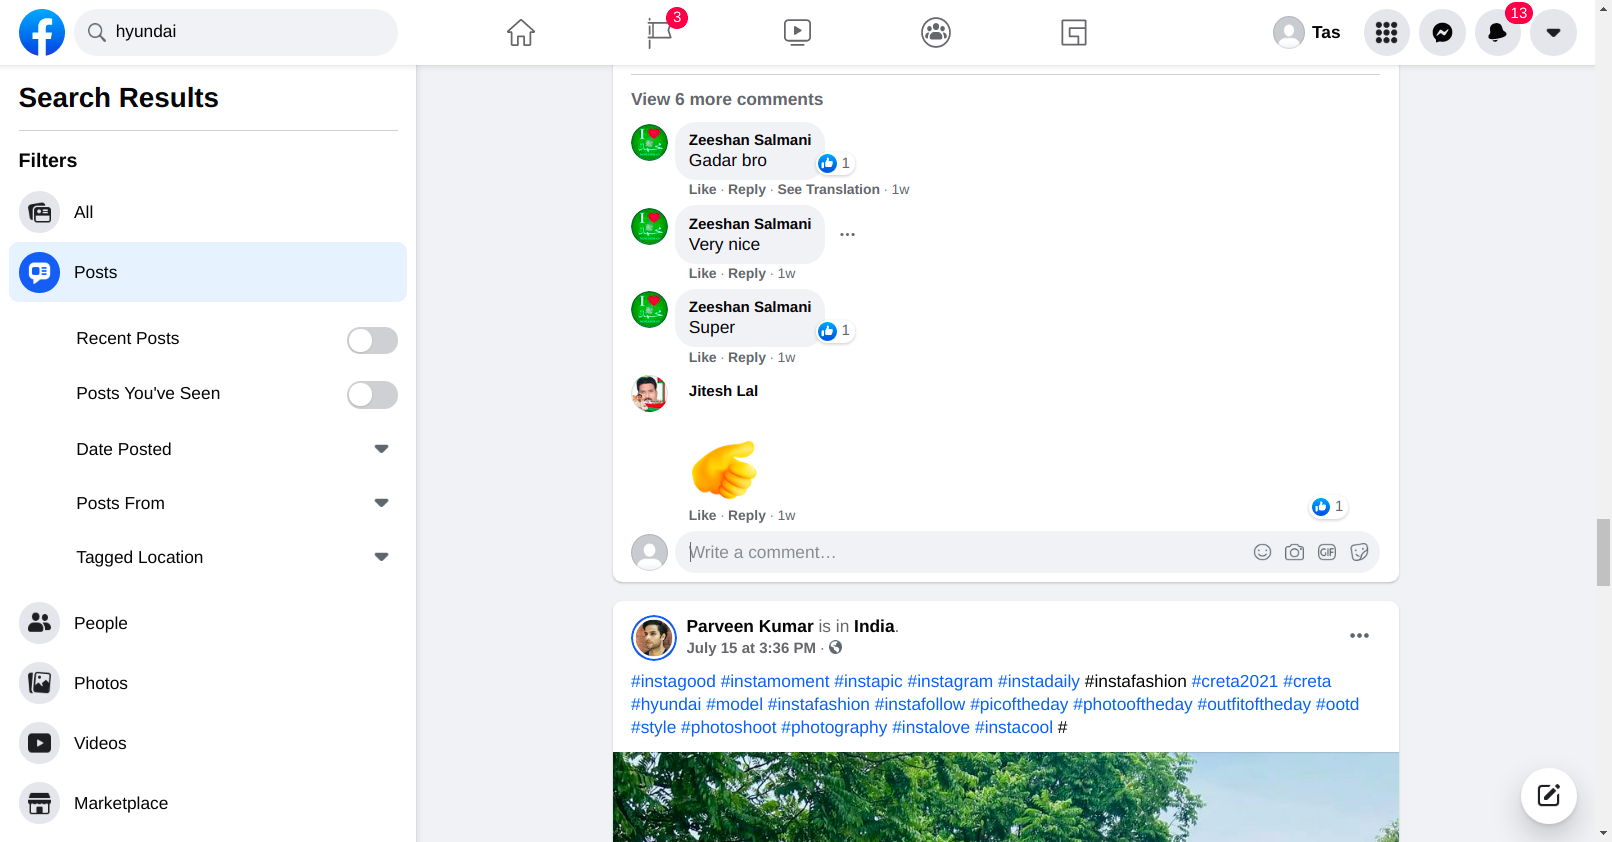 hyundai
3
Tas
13
Search Results
Filters
All
Posts
Recent Posts
Posts You've Seen
Date Posted
Posts From
Tagged Location
People
Photos
Videos
Marketplace
View 6 more comments
Zeeshan Salmani
Gadar bro
1
Like · Reply · See Translation · 1w
Zeeshan Salmani
Very nice
Like · Reply · 1w
Zeeshan Salmani
Super
1
Like · Reply · 1w
Jitesh Lal
1
Like · Reply · 1w
Write a comment…
GIF
Parveen Kumar is in India.
July 15 at 3:36 PM ·
#instagood #instamoment #instapic #instagram #instadaily #instafashion #creta2021 #creta
#hyundai #model #instafashion #instafollow #picoftheday #photooftheday #outfitoftheday #ootd
#style #photoshoot #photography #instalove #instacool #